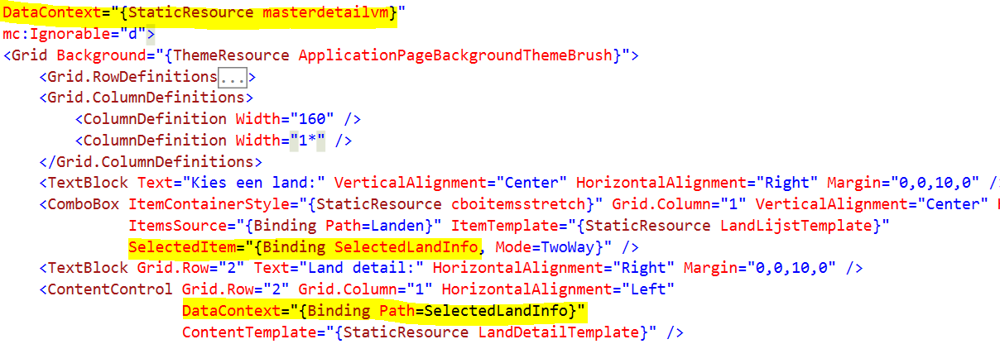 DataContext="{StaticResource masterdetailvm}"
mc:Ignorable="d">
<Grid Background="{ThemeResource ApplicationPageBackgroundThemeBrush}">
<Grid.RowDefinitions...>
<Grid.ColumnDefinitions>
<ColumnDefinition Width="160" />
<ColumnDefinition Width="1*" />
</Grid.ColumnDefinitions>
<TextBlock Text="Kies een land:" VerticalAlignment="Center" HorizontalAlignment="Right" Margin="0,0,10,0" />
<ComboBox ItemContainerStyle="{StaticResource cboitemsstretch}" Grid.Column="1" VerticalAlignment="Center"
ItemsSource="{Binding Path=Landen}" ItemTemplate="{StaticResource LandLijstTemplate}"
SelectedItem="{Binding SelectedLandInfo, Mode=TwoWay}" />
<TextBlock Grid.Row="2" Text="Land detail:" HorizontalAlignment="Right" Margin="0,0,10,0" />
<ContentControl Grid.Row="2" Grid.Column="1" HorizontalAlignment="Left"
DataContext="{Binding Path=SelectedLandInfo}"
ContentTemplate="{StaticResource LandDetailTemplate}" />